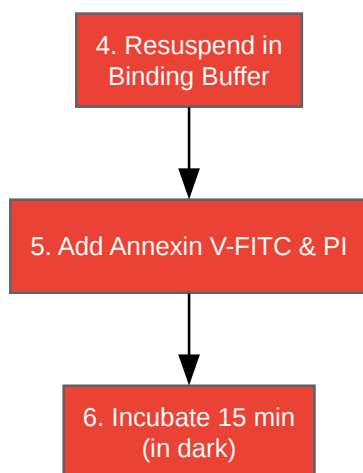 4. Resuspend in
Binding Buffer
5. Add Annexin V-FITC & PI
6. Incubate 15 min
(in dark)